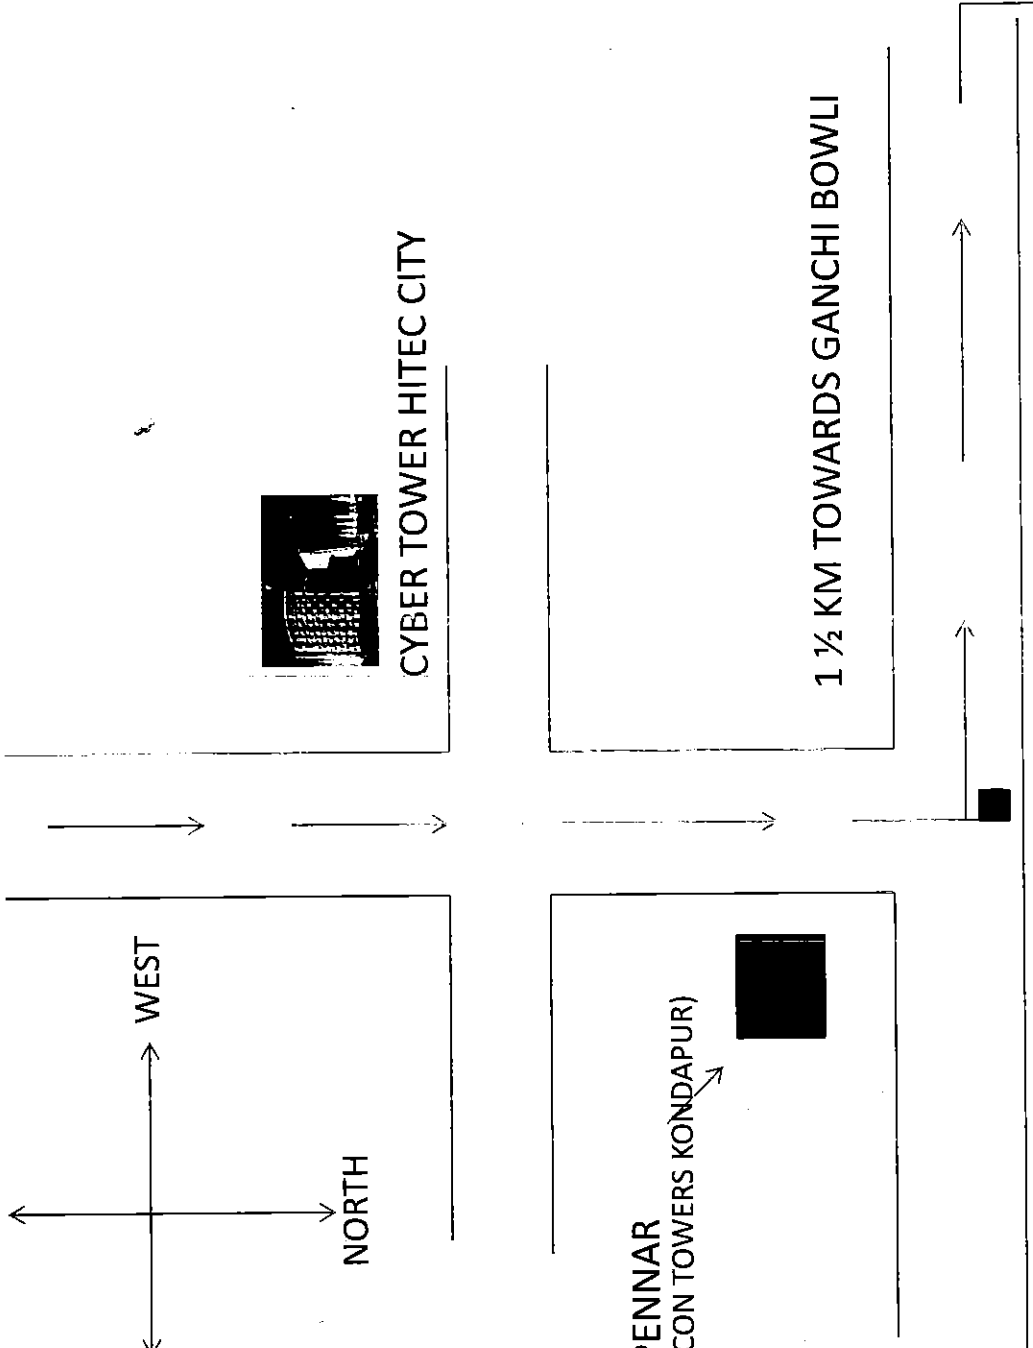 CYBER TOWER HITEC CITY
1 ½ KM TOWARDS GANCHI BOWLI
WEST
NORTH
PENNAR
CON TOWERS KONDAPUR)